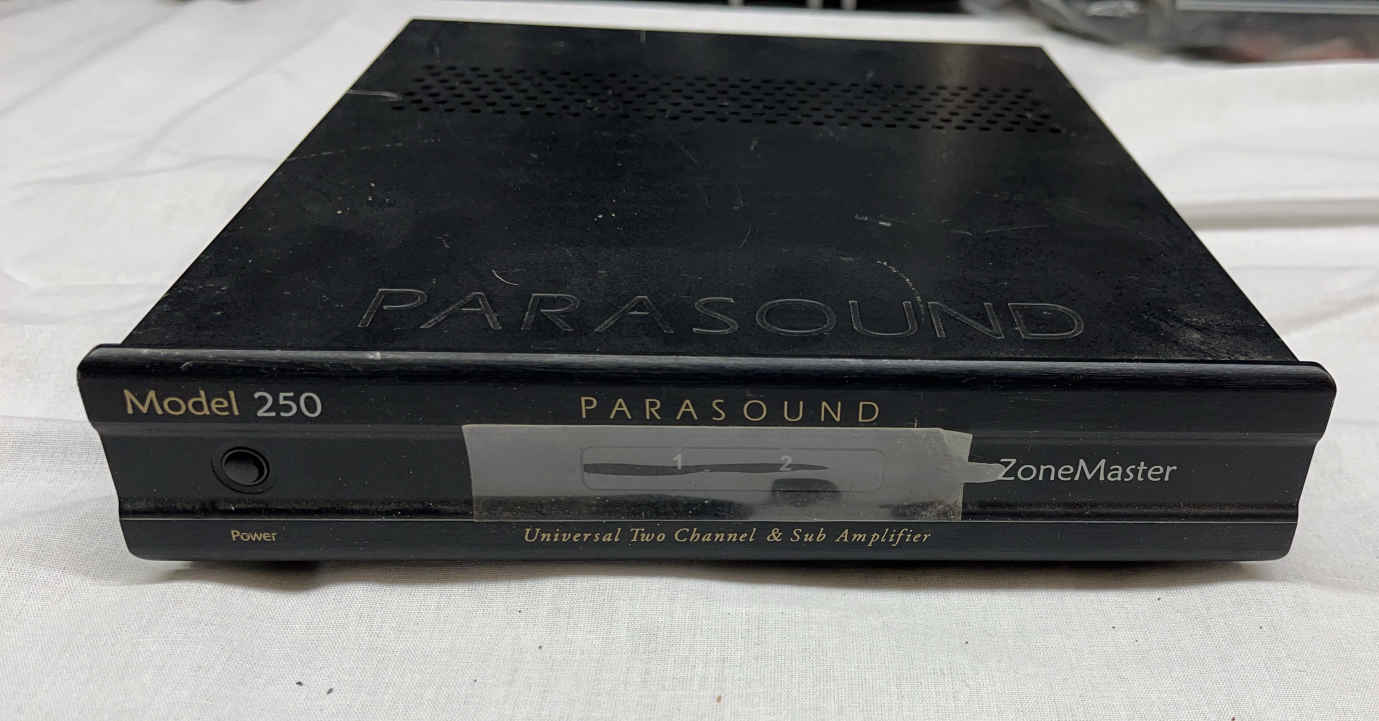 PARASOUND
Model 250
PARASOUND
1 2
ZoneMaster
Power
Universal Two Channel & Sub Amplifier